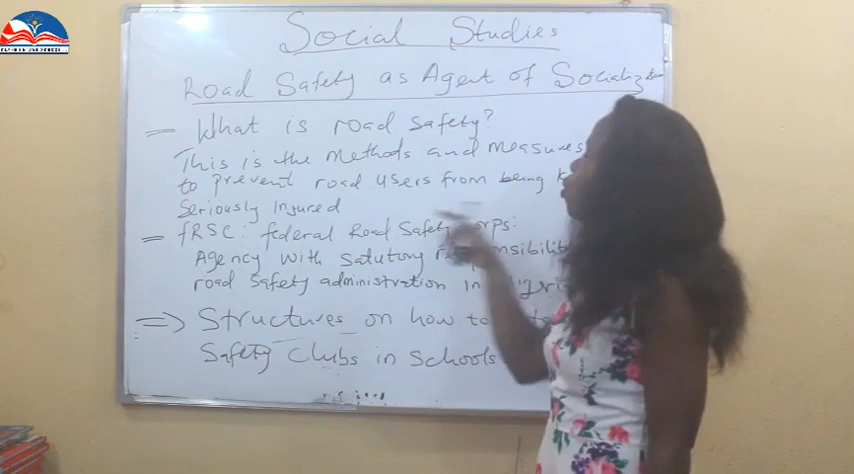 Social Studies
Road Safety as Agent of Socialization
What is road safety?
This is the methods and measures
to prevent road users from being
Seriously Injured
FRSC: federal Road Safety
Agency with Satutory
road safety administration in
Structures on how to
Safety Clubs in Schools